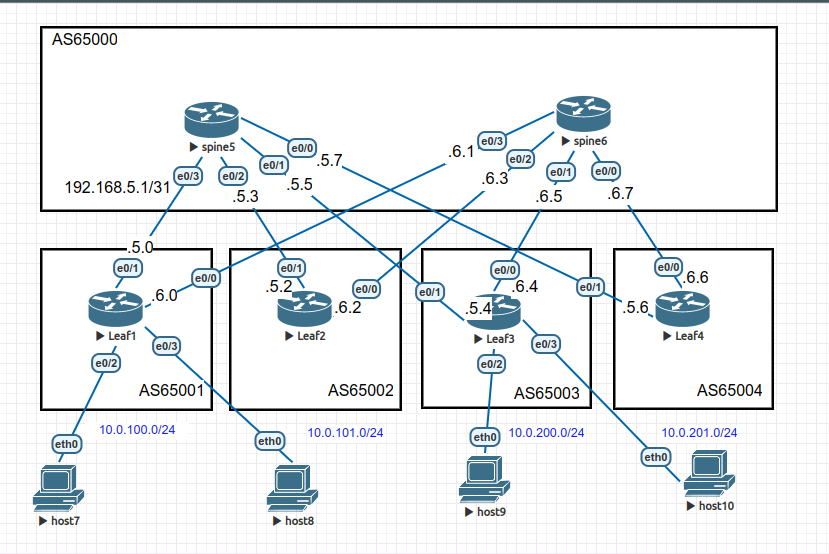 AS65000
spine5
spine6
e0/3
e0/2
e0/1
e0/0
e0/3
e0/2
e0/1
e0/0
192.168.5.1/31
.5.3
.5.5
.5.7
.6.1
.6.3
.6.5
.6.7
.5.0
e0/1
e0/0
.6.0
Leaf1
e0/2
e0/3
AS65001
e0/1
.5.2
e0/0
.6.2
Leaf2
AS65002
e0/0
e0/1
.6.4
.5.4
Leaf3
e0/2
e0/3
AS65003
e0/0
e0/1
.6.6
.5.6
Leaf4
AS65004
10.0.100.0/24
10.0.101.0/24
10.0.200.0/24
10.0.201.0/24
eth0
eth0
eth0
eth0
host7
host8
host9
host10